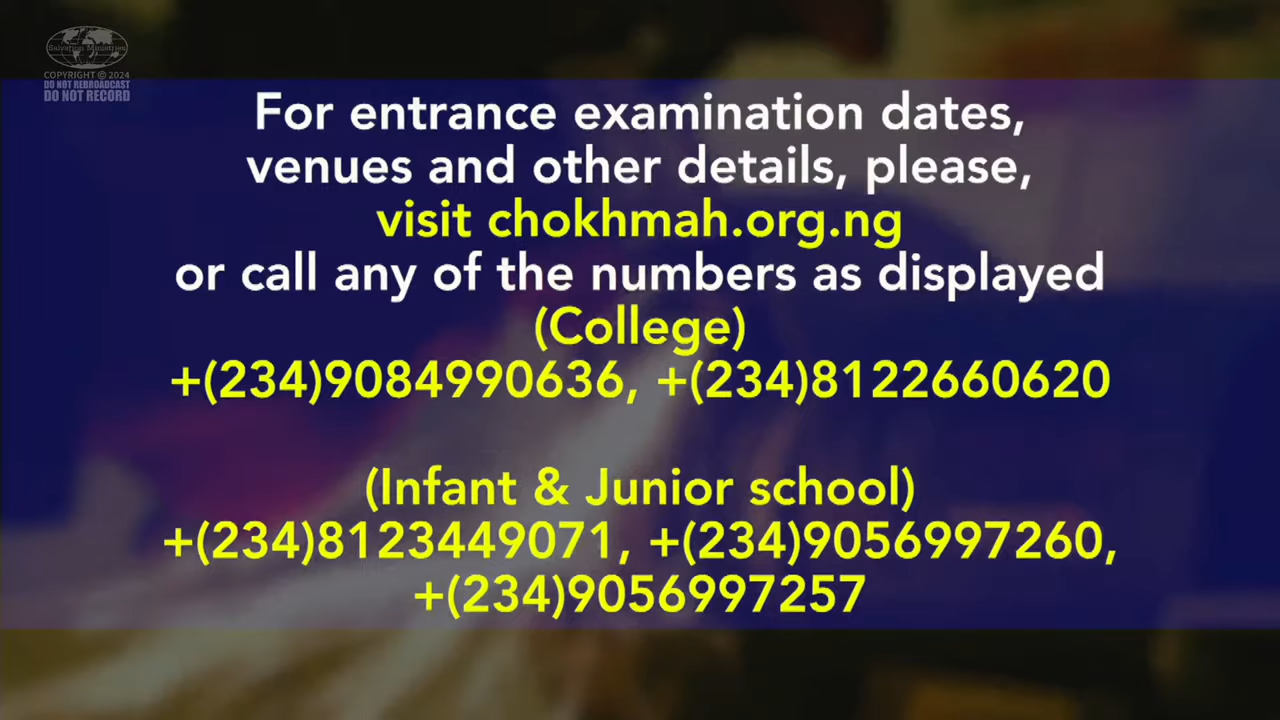 Salvation Ministries
COPYRIGHT © 2024
DO NOT REBROADCAST
DO NOT RECORD
For entrance examination dates,
venues and other details, please,
visit chokhmah.org.ng
or call any of the numbers as displayed
(College)
+(234)9084990636, +(234)8122660620
(Infant & Junior school)
+(234)8123449071, +(234)9056997260,
+(234)9056997257